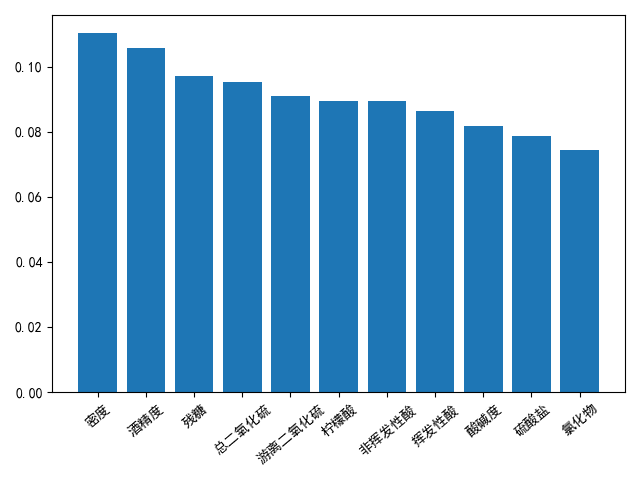 0.10
0.08
0.06
0.04
0.02
0.00
密度
酒精度
残糖
总二氧化硫
游离二氧化硫
柠檬酸
非挥发性酸
挥发性酸
酸碱度
硫酸盐
氯化物